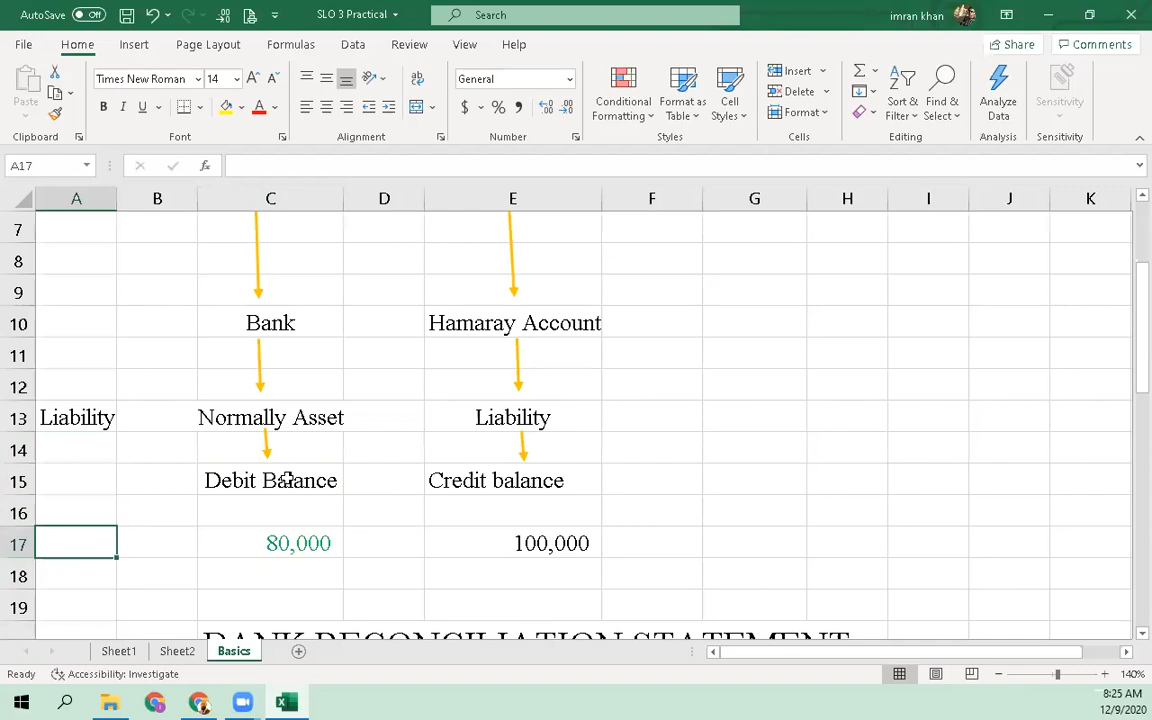 AutoSave Off SLO 3 Practical Search imran khan
File Home Insert Page Layout Formulas Data Review View Help Share Comments
Paste Times New Roman 14 General Conditional Formatting Format as Table Cell Styles Insert Delete Format Sort & Filter Find & Select Analyze Data Sensitivity
Clipboard Font Alignment Number Styles Cells Editing Analysis Sensitivity
A17
A B C D E F G H I J K
7
8
9
10 Bank Hamaray Account
11
12
13 Liability Normally Asset Liability
14
15 Debit Balance Credit balance
16
17 80,000 100,000
18
19
BANK RECONCILIATION STATEMENT
Sheet1 Sheet2 Basics
Ready Accessibility: Investigate 140%
8:25 AM
12/9/2020